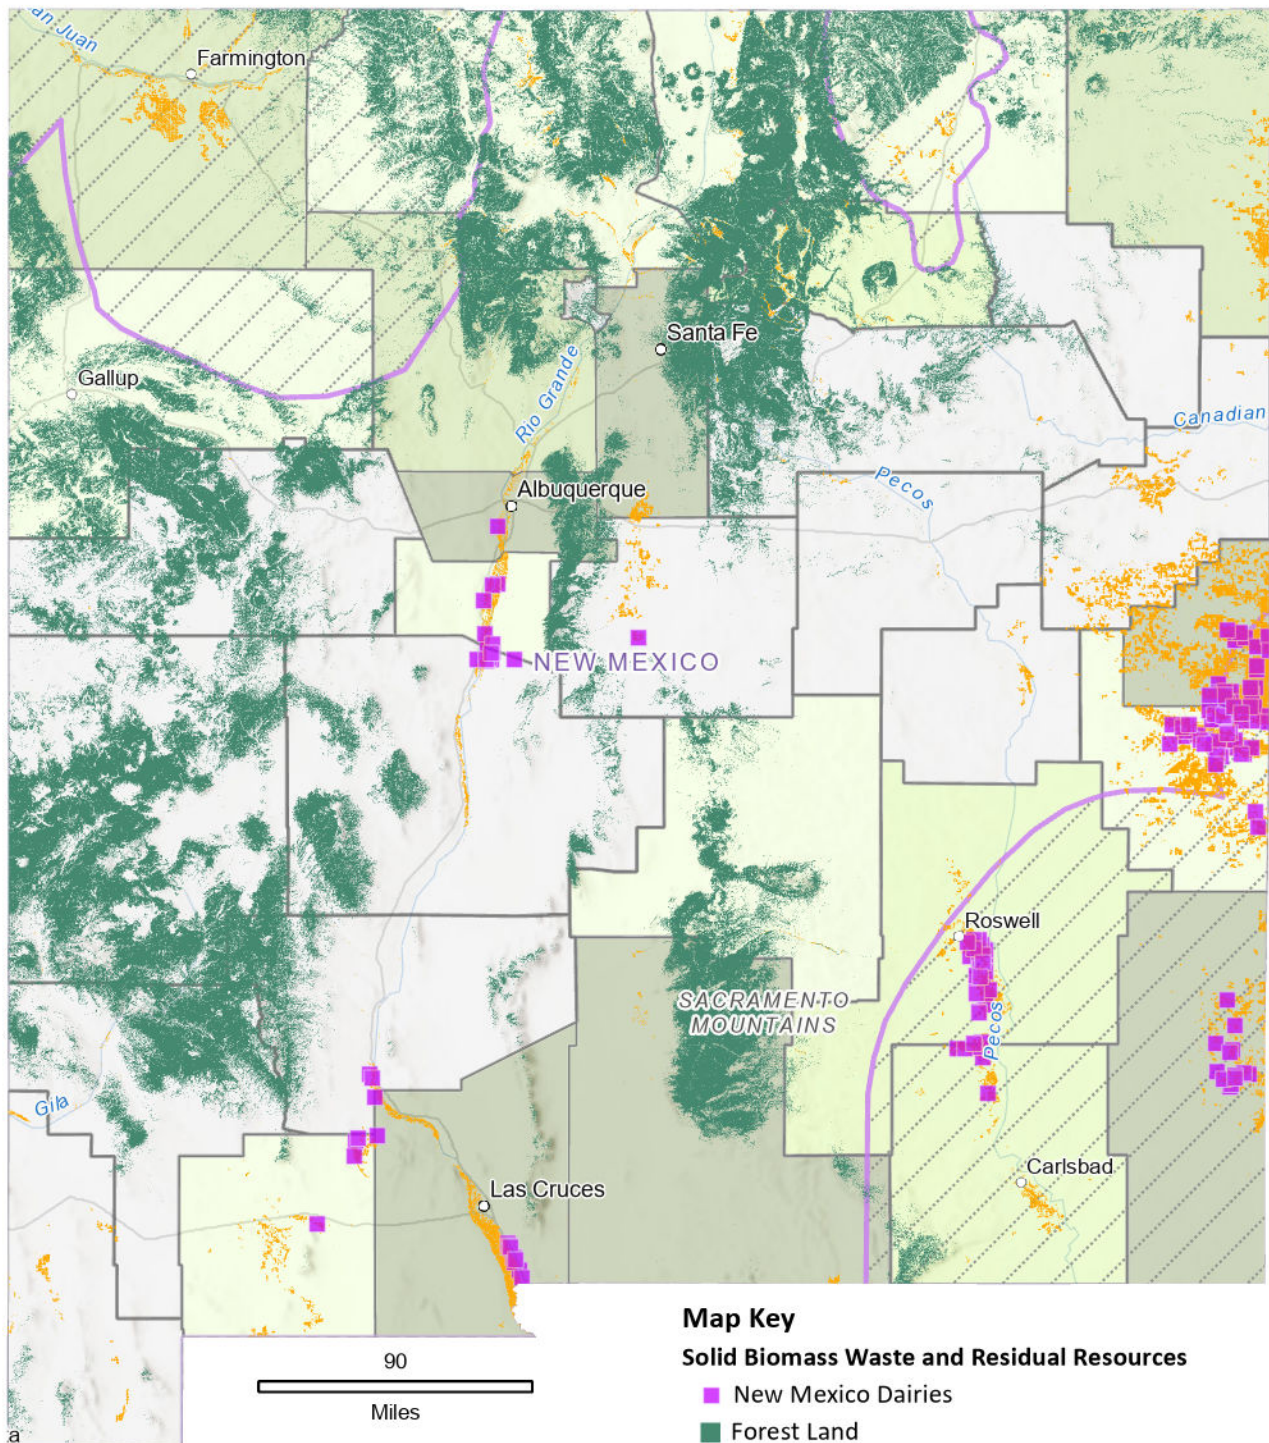 an Juan
Farmington
Santa Fe
Gallup
Rio Grande
Canadian
Pecos
Albuquerque
NEW MEXICO
Roswell
SACRAMENTO
MOUNTAINS
Pecos
Gila
Carlsbad
Las Cruces
Map Key
Solid Biomass Waste and Residual Resources
New Mexico Dairies
Forest Land
90
Miles
a